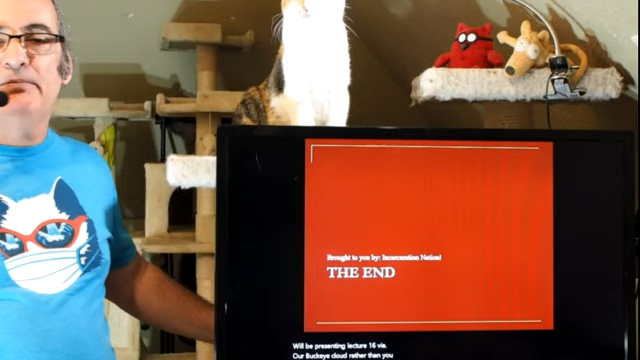 Brought to you by: Incarceration Nation!
THE END
Will be presenting lecture 16 via.
Our Buckeye cloud rather than you